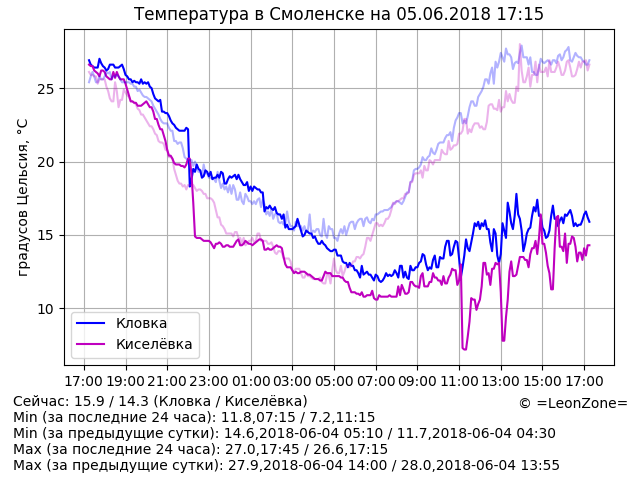 Температура в Смоленске на 05.06.2018 17:15
градусов Цельсия, °C
25
20
15
10
Кловка
Киселёвка
17:00 19:00 21:00 23:00 01:00 03:00 05:00 07:00 09:00 11:00 13:00 15:00 17:00
Сейчас: 15.9 / 14.3 (Кловка / Киселёвка)
© =LeonZone=
Min (за последние 24 часа): 11.8,07:15 / 7.2,11:15
Min (за предыдущие сутки): 14.6,2018-06-04 05:10 / 11.7,2018-06-04 04:30
Max (за последние 24 часа): 27.0,17:45 / 26.6,17:15
Max (за предыдущие сутки): 27.9,2018-06-04 14:00 / 28.0,2018-06-04 13:55